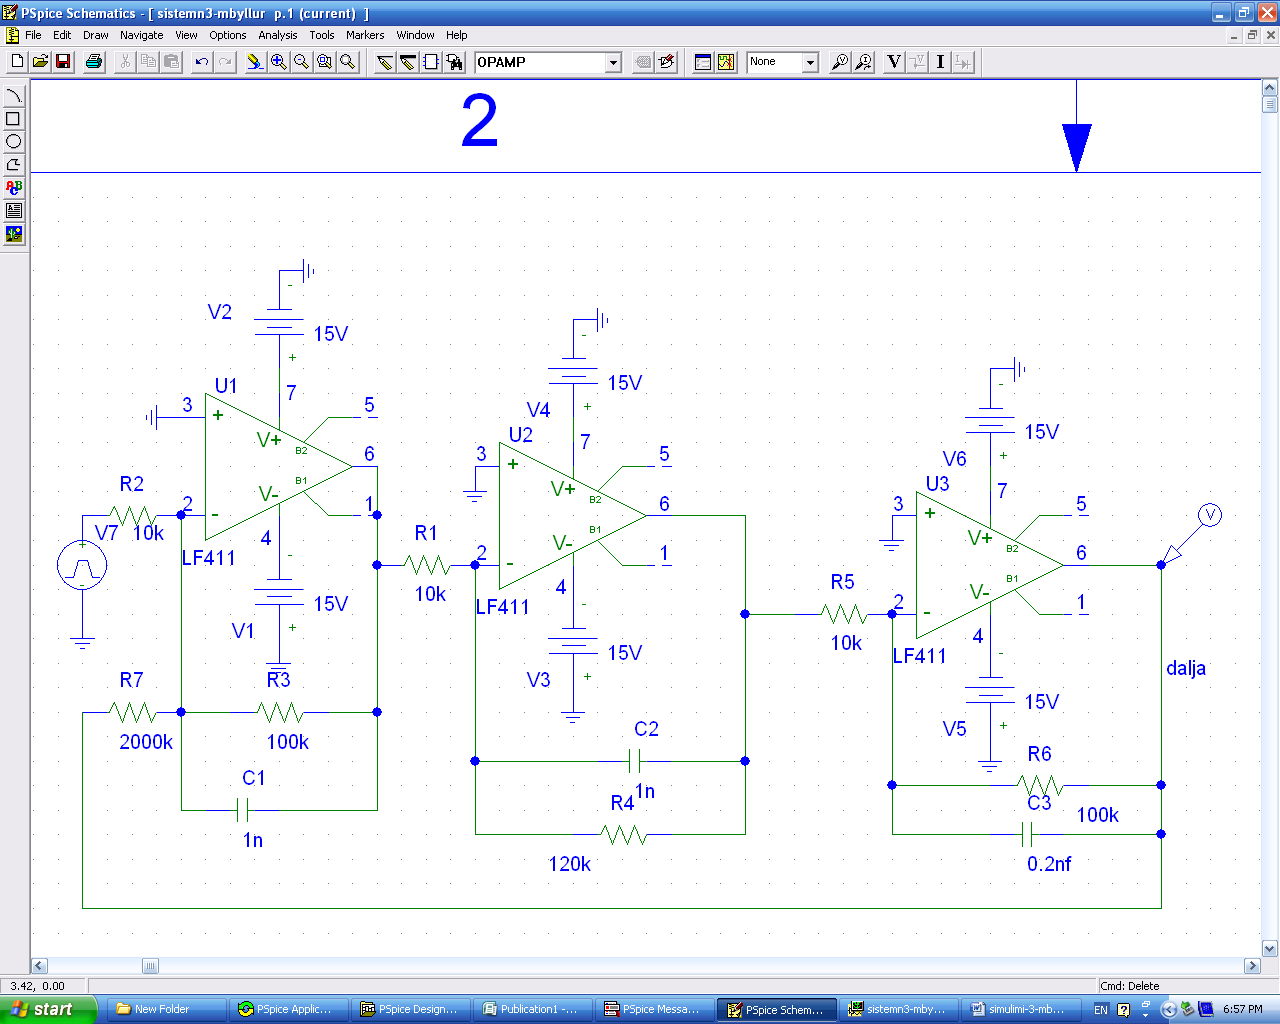 PSpice Schematics - [ sistemn3-mbyllur p.1 (current) ]
File Edit Draw Navigate View Options Analysis Tools Markers Window Help
OPAMP
None
V
V
I
ABC
2
V2
15V
-
+
U1
7
3
+
5
V+
B2
6
B1
V-
1
R2
2
-
V7
10k
4
LF411
-
15V
V1
+
R7
R3
2000k
100k
C1
1n
15V
-
+
V4
U2
7
3
+
5
V+
B2
6
B1
V-
1
R1
2
-
10k
4
LF411
-
15V
V3
+
C2
1n
R4
120k
15V
-
+
V6
U3
7
3
+
5
V+
B2
6
B1
V-
1
V
R5
2
-
10k
4
LF411
-
15V
V5
+
dalja
R6
C3
100k
0.2nf
3.42, 0.00
Cmd: Delete
start
New Folder
PSpice Applic...
PSpice Design...
Publication1 -...
PSpice Messa...
PSpice Schem...
sistemn3-mby...
simulimi-3-mb...
EN
6:57 PM